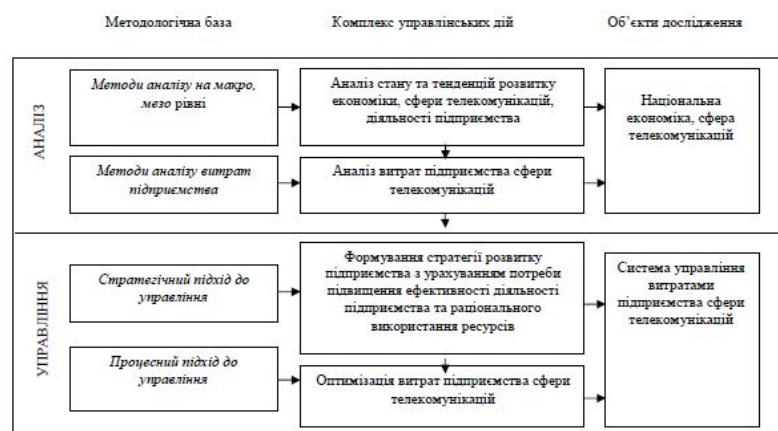 Методологічна база
Комплекс управлінських дій
Об’єкти дослідження
АНАЛІЗ
Методи аналізу на макро,
мезо рівні
Аналіз стану та тенденцій розвитку
економіки, сфери телекомунікацій,
діяльності підприємства
Національна
економіка, сфера
телекомунікацій
Методи аналізу витрат
підприємства
Аналіз витрат підприємства сфери
телекомунікацій
УПРАВЛІННЯ
Стратегічний підхід до
управління
Формування стратегії розвитку
підприємства з урахуванням потреби
підвищення ефективності діяльності
підприємства та раціонального
використання ресурсів
Система управління
витратами
підприємства сфери
телекомунікацій
Процесний підхід до
управління
Оптимізація витрат підприємства сфери
телекомунікацій